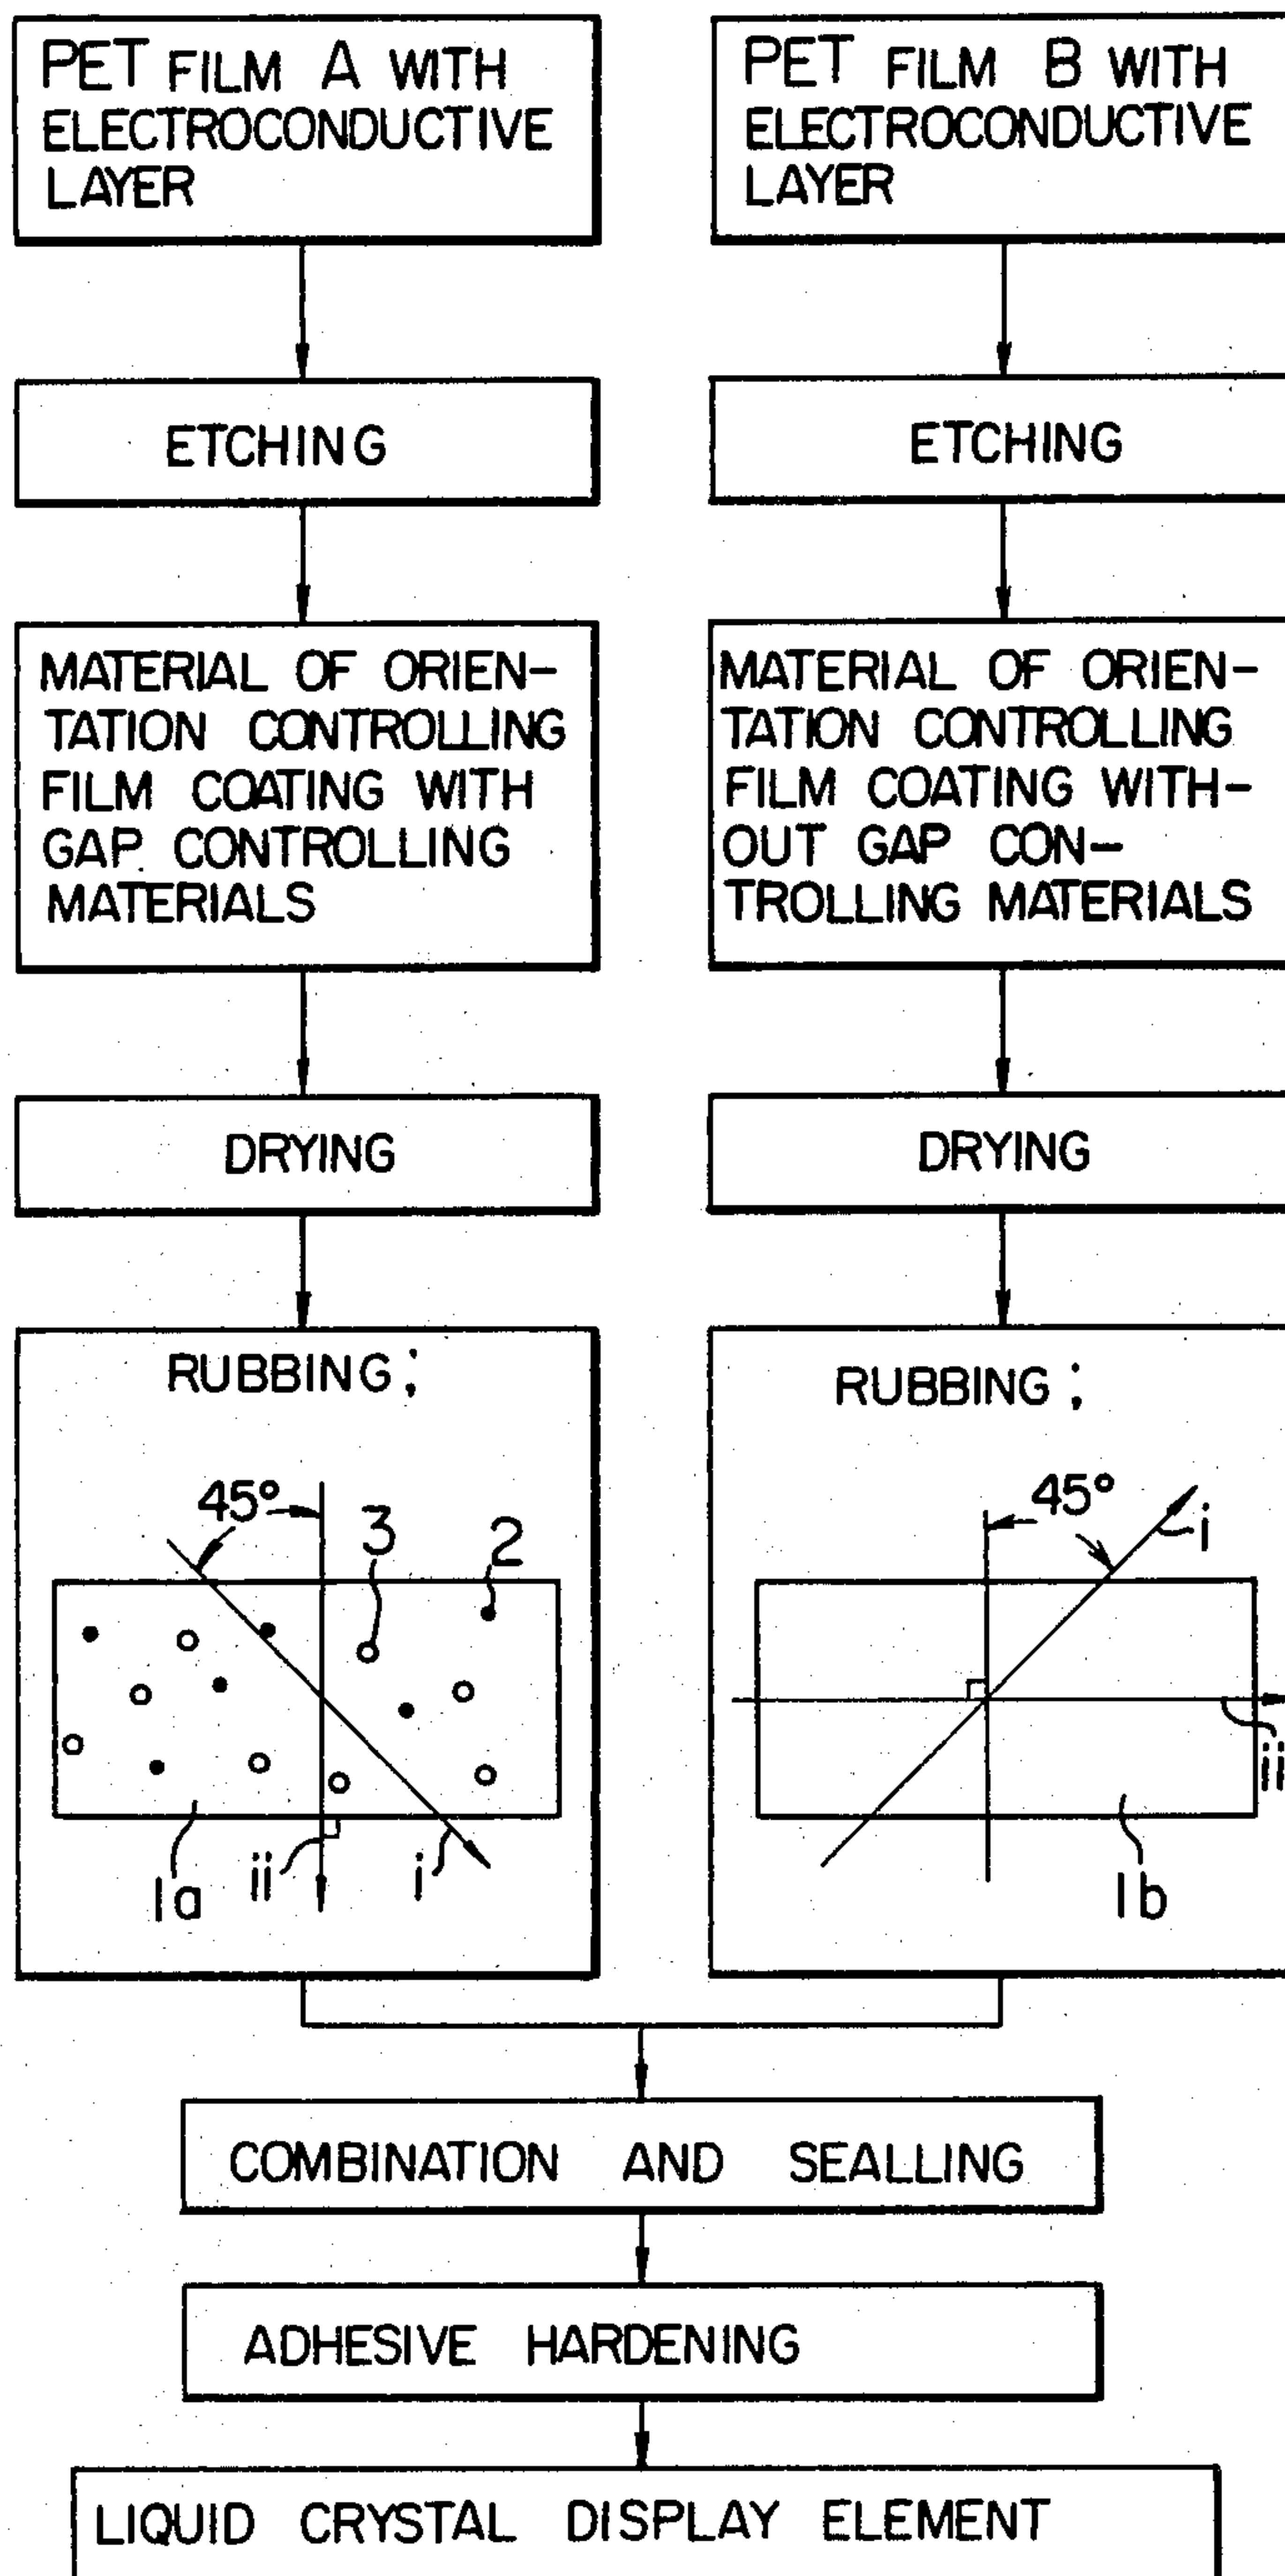 PET FILM A WITH
ELECTROCONDUCTIVE
LAYER
PET FILM B WITH
ELECTROCONDUCTIVE
LAYER
ETCHING
ETCHING
MATERIAL OF ORIEN-
TATION CONTROLLING
FILM COATING WITH
GAP CONTROLLING
MATERIALS
MATERIAL OF ORIEN-
TATION CONTROLLING
FILM COATING WITH-
OUT GAP CON-
TROLLING MATERIALS
DRYING
DRYING
RUBBING;
45°
3
2
1a
ii
i
RUBBING;
45°
i
ii
1b
COMBINATION AND SEALLING
ADHESIVE HARDENING
LIQUID CRYSTAL DISPLAY ELEMENT